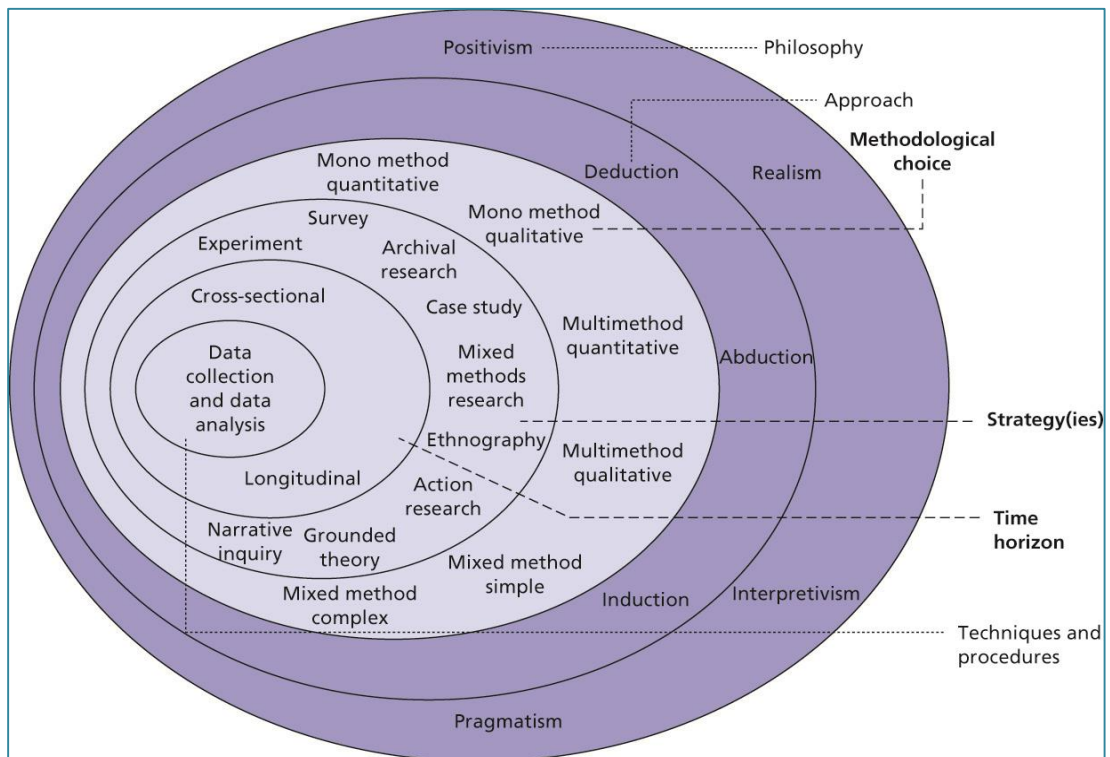 Positivism
Philosophy
Approach
Methodological
choice
Mono method
quantitative
Deduction
Realism
Survey
Mono method
qualitative
Experiment
Archival
research
Cross-sectional
Case study
Data
collection
and data
analysis
Multimethod
quantitative
Abduction
Mixed
methods
research
Strategy(ies)
Ethnography
Multimethod
qualitative
Longitudinal
Action
research
Time
horizon
Narrative
inquiry
Grounded
theory
Mixed method
simple
Mixed method
complex
Induction
Interpretivism
Techniques and
procedures
Pragmatism